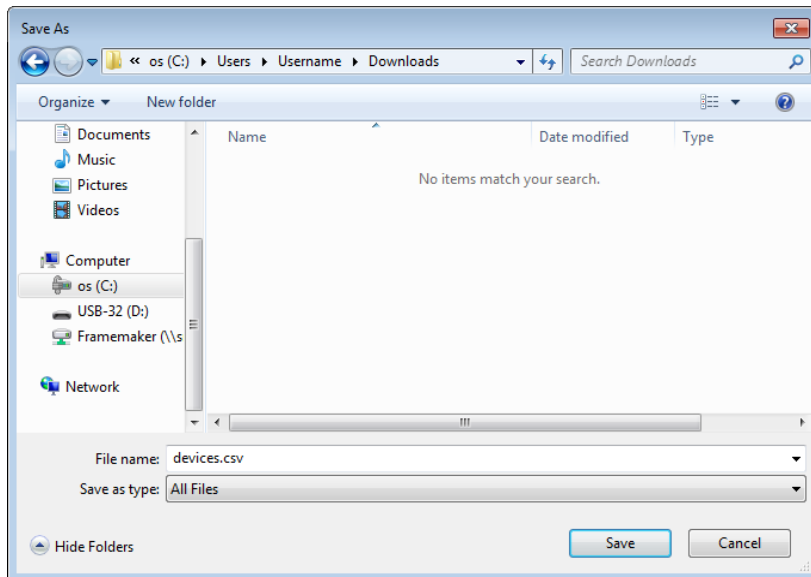 Save As
« os (C:) ▸ Users ▸ Username ▸ Downloads
Search Downloads
Organize
New folder
Documents
Music
Pictures
Videos
Computer
os (C:)
USB-32 (D:)
Framemaker (\\s
Network
Name
Date modified
Type
No items match your search.
File name: devices.csv
Save as type: All Files
Hide Folders
Save
Cancel